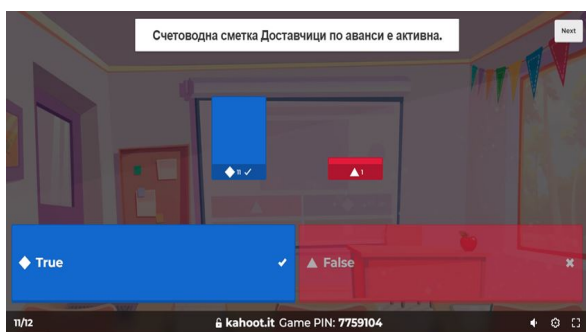 Счетоводна сметка Доставчици по аванси е активна.
Next
11 ✓
1
True
False
11/12
kahoot.it Game PIN: 7759104